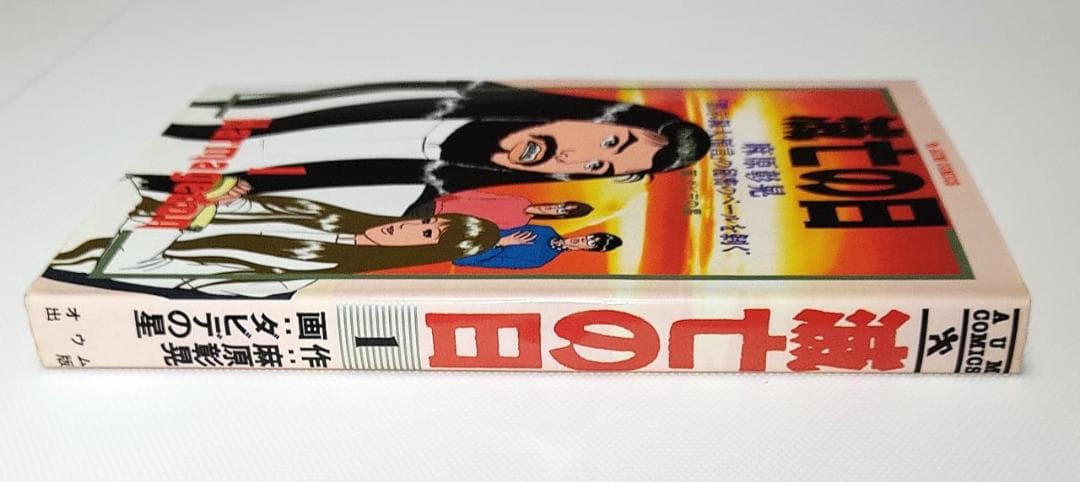 滅亡の日
麻原彰晃
Harmagedon
AUM
COMICS
滅亡の日
1
作:麻原彰晃
画:ダビデの星
オウム出版